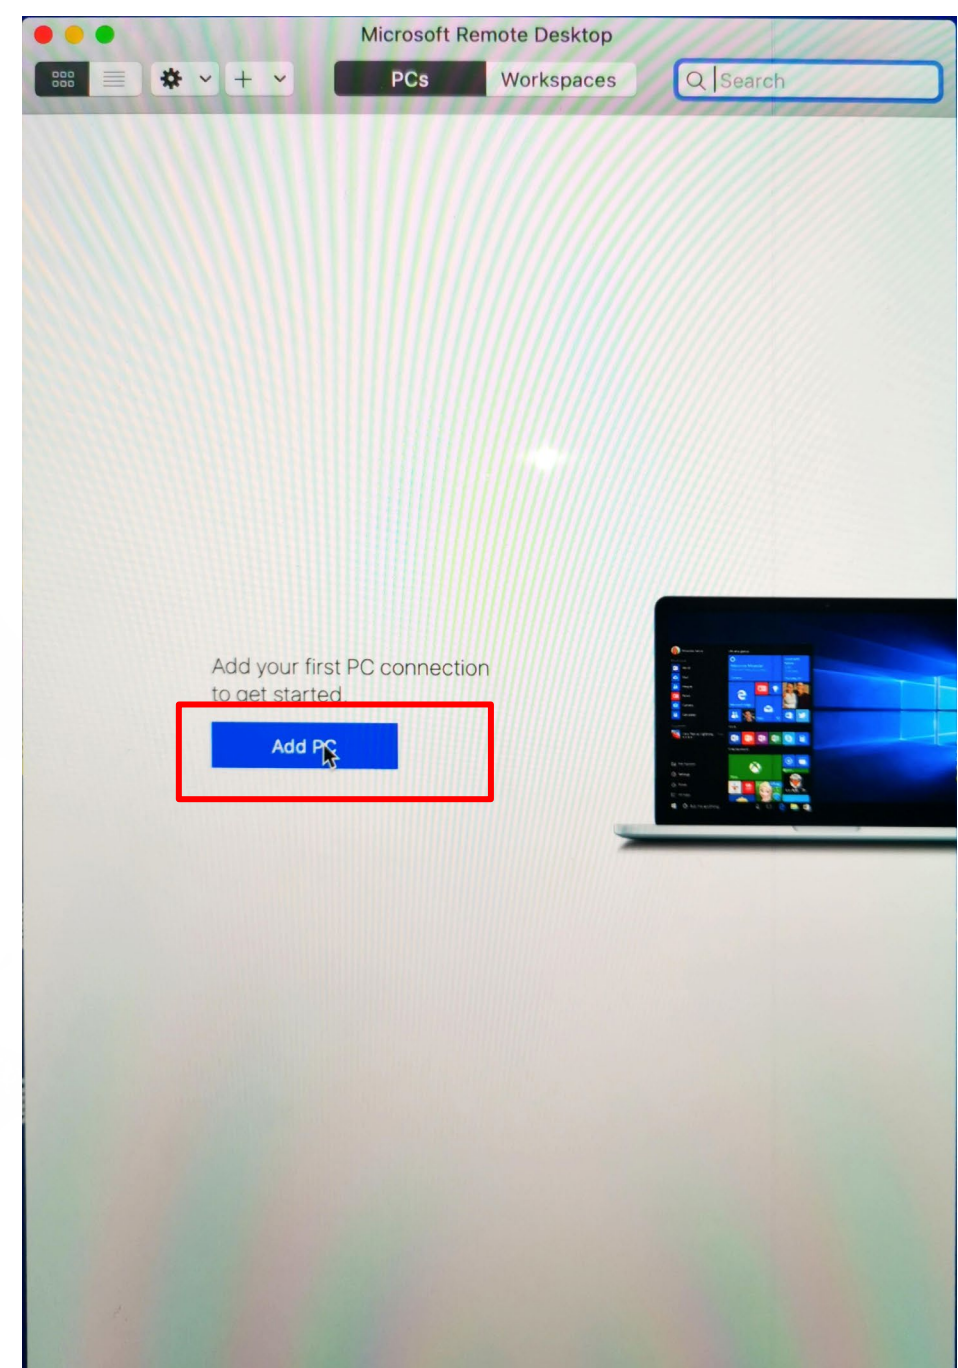 Microsoft Remote Desktop
PCs
Workspaces
Search
Add your first PC connection
to get started.
Add PC